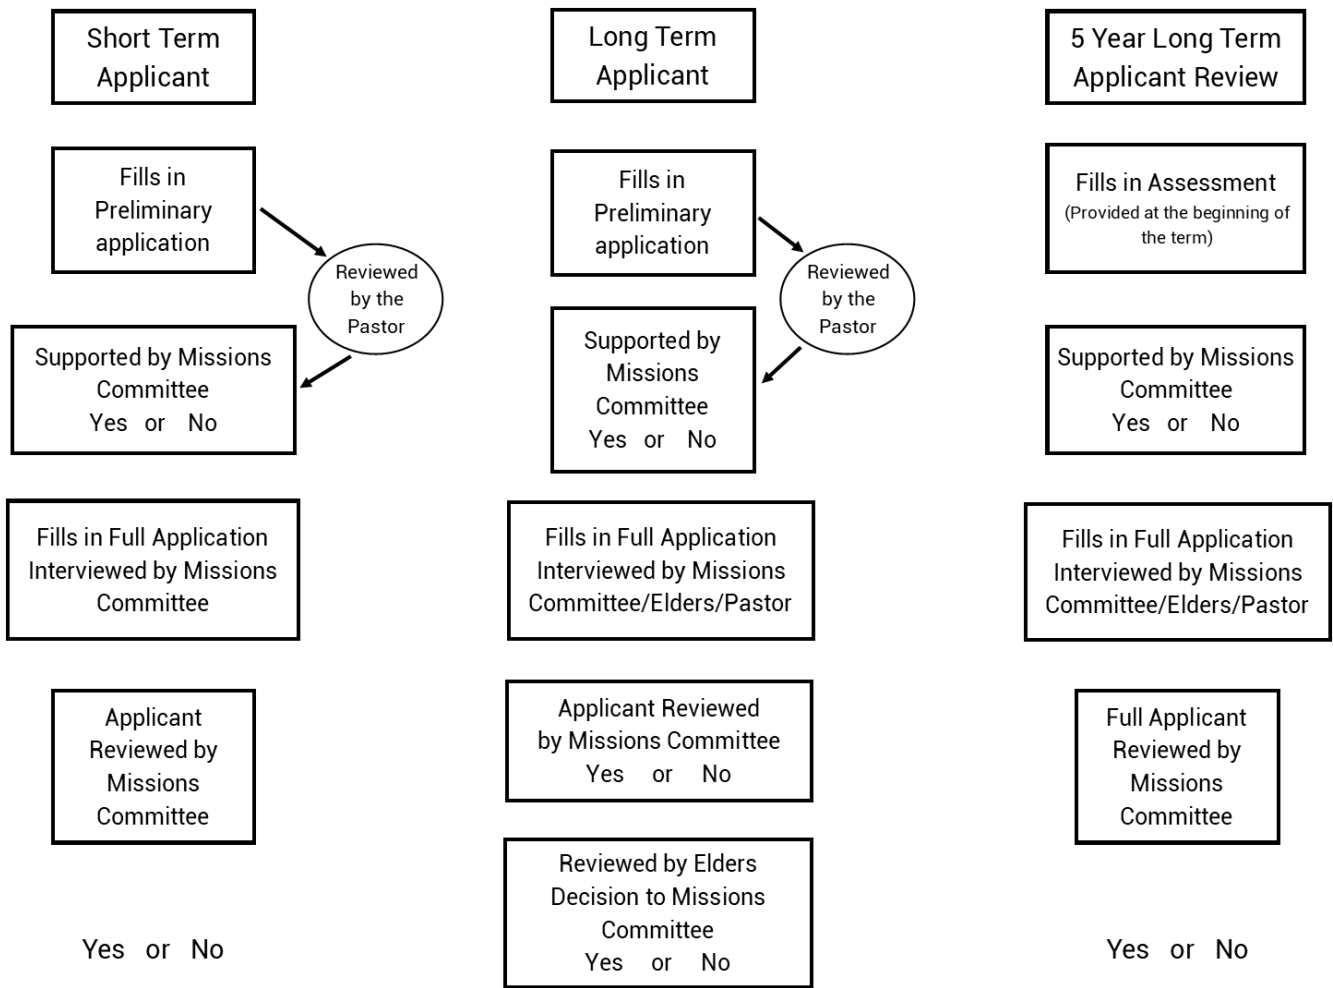 Short Term
Applicant
Fills in
Preliminary
application
Reviewed
by the
Pastor
Supported by Missions
Committee
Yes or No
Fills in Full Application
Interviewed by Missions
Committee
Applicant
Reviewed by
Missions
Committee
Yes or No
Long Term
Applicant
Fills in
Preliminary
application
Reviewed
by the
Pastor
Supported by
Missions
Committee
Yes or No
Fills in Full Application
Interviewed by Missions
Committee/Elders/Pastor
Applicant Reviewed
by Missions Committee
Yes or No
Reviewed by Elders
Decision to Missions
Committee
Yes or No
5 Year Long Term
Applicant Review
Fills in Assessment
(Provided at the beginning of
the term)
Supported by Missions
Committee
Yes or No
Fills in Full Application
Interviewed by Missions
Committee/Elders/Pastor
Full Applicant
Reviewed by
Missions
Committee
Yes or No